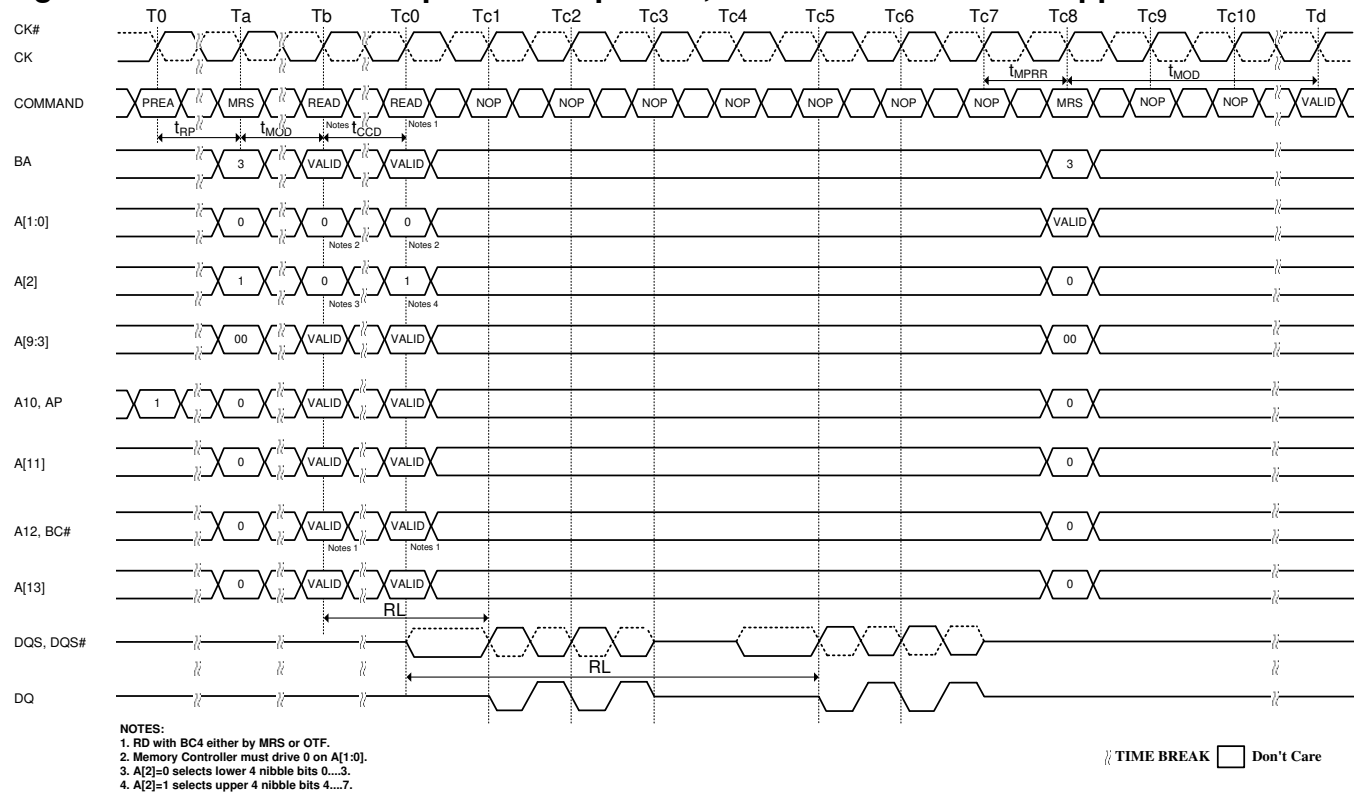 T0 Ta Tb Tc0 Tc1 Tc2 Tc3 Tc4 Tc5 Tc6 Tc7 Tc8 Tc9 Tc10 Td
CK#
CK
tMPRR tMOD
COMMAND PREA MRS READ READ NOP NOP NOP NOP NOP NOP NOP MRS NOP NOP VALID
Notes Notes 1
tRP tMOD tCCD
BA 3 VALID VALID 3
A[1:0] 0 0 0 VALID
Notes 2 Notes 2
A[2] 1 0 1 0
Notes 3 Notes 4
A[9:3] 00 VALID VALID 00
A10, AP 1 0 VALID VALID 0
A[11] 0 VALID VALID 0
A12, BC# 0 VALID VALID 0
Notes 1 Notes 1
A[13] 0 VALID VALID 0
RL
DQS, DQS#
RL
DQ
NOTES:
1. RD with BC4 either by MRS or OTF.
2. Memory Controller must drive 0 on A[1:0].
3. A[2]=0 selects lower 4 nibble bits 0....3.
4. A[2]=1 selects upper 4 nibble bits 4....7.
TIME BREAK Don't Care